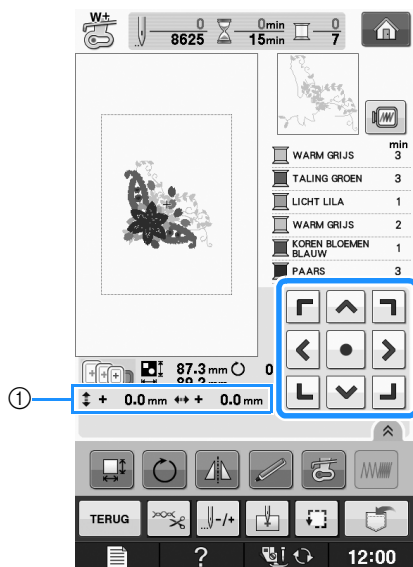 W+
0 0min 0
8625 15min 7
min
WARM GRIJS 3
TALING GROEN 3
LICHT LILA 1
WARM GRIJS 2
KOREN BLOEMEN
BLAUW 1
PAARS 3
87.3 mm 0
① + 0.0 mm + 0.0 mm
TERUG -/+
? 12:00